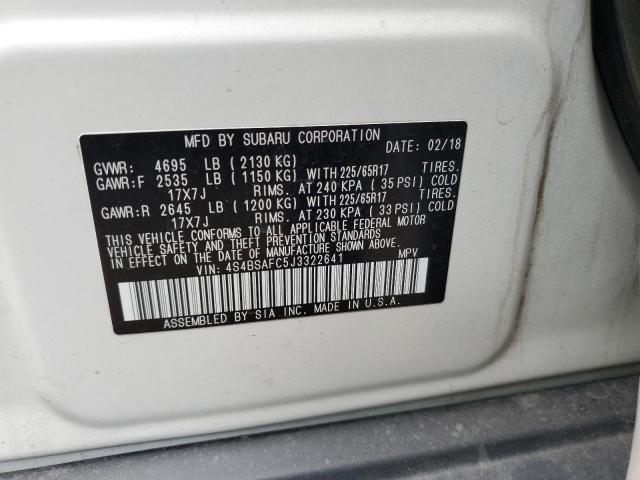 MFD BY SUBARU CORPORATION DATE: 02/18
GVWR: 4695 LB (2130 KG)
GAWR:F 2535 LB (1150 KG) WITH 225/65R17 TIRES.
17X7J RIMS. AT 240 KPA (35 PSI) COLD
GAWR:R 2645 LB (1200 KG) WITH 225/65R17 TIRES.
17X7J RIMS. AT 230 KPA (33 PSI) COLD
THIS VEHICLE CONFORMS TO ALL APPLICABLE FEDERAL MOTOR
VEHICLE SAFETY STANDARDS IN EFFECT ON THE DATE OF
MANUFACTURE SHOWN ABOVE.
VIN: 4S4BSAFC5J3322641 MPV
ASSEMBLED BY SIA INC. MADE IN U.S.A.